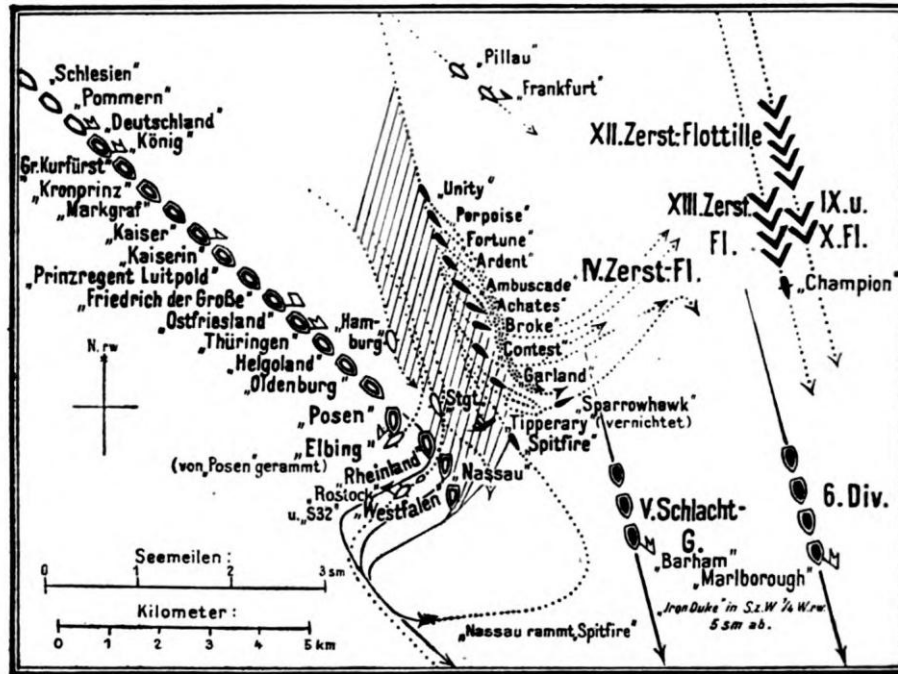 „Schlesien"
„Pommern"
„Deutschland"
„König"
„Gr.Kurfürst"
„Kronprinz"
„Markgraf"
„Kaiser"
„Kaiserin"
„Prinzregent Luitpold"
„Friedrich der Große"
„Ostfriesland"
„Thüringen"
„Helgoland"
„Oldenburg"
„Posen"
„Elbing"
(von„Posen"gerammt)
„Rheinland"
„Rostock"
u.„S32"
„Westfalen"
„Nassau"
„Ham-
burg"
Stgt.
N. rw
„Pillau"
„Frankfurt"
„Unity"
Porpoise"
Fortune"
Ardent"
Ambuscade
Achates"
Broke"
Contest"
Garland
„Sparrowhawk"
(vernichtet)
„Tipperary"
„Spitfire"
IV.Zerst.-Fl.
XII.Zerst.-Flottille
XIII.Zerst.
Fl.
IX.u.
X.Fl.
„Champion"
V.Schlacht-
G.
„Barham"
6.Div.
„Marlborough"
„Iron Duke" in S.z.W ¾ W.rw.
5 sm ab.
„Nassau rammt„Spitfire"
Seemeilen:
0 1 2 3 sm
Kilometer:
0 1 2 3 4 5 km